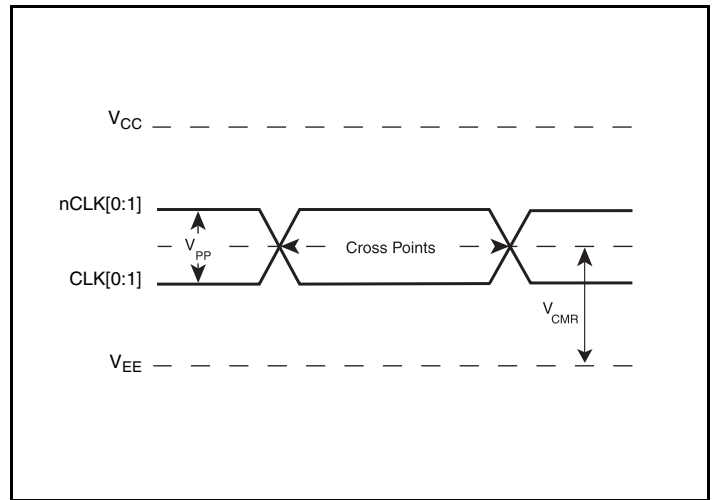 VCC
nCLK[0:1]
VPP
Cross Points
CLK[0:1]
VCMR
VEE